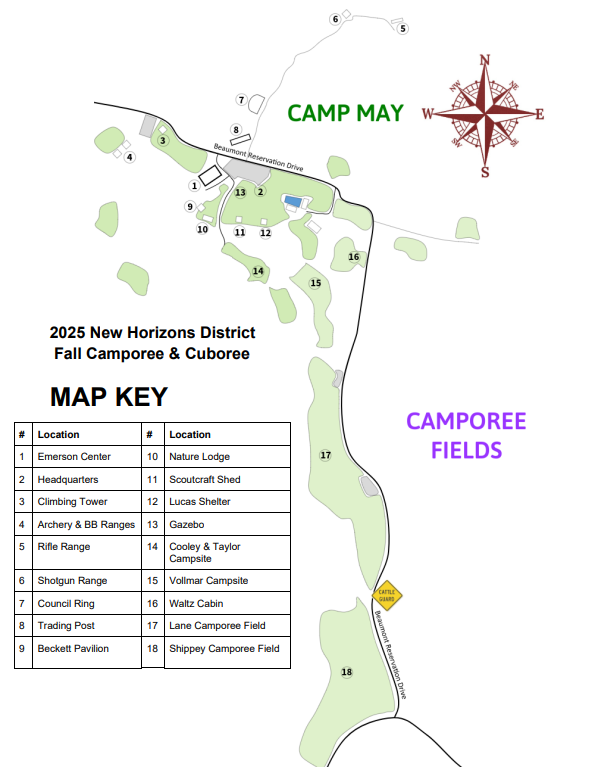 6
5
N
NW
NE
7
CAMP MAY
W
E
8
SW
SE
3
Beaumont Reservation Drive
4
S
1
13
2
9
10
11
12
16
14
15
2025 New Horizons District
Fall Camporee & Cuboree
MAP KEY
CAMPOREE
FIELDS
# Location # Location
1 Emerson Center 10 Nature Lodge
2 Headquarters 11 Scoutcraft Shed
3 Climbing Tower 12 Lucas Shelter
4 Archery & BB Ranges 13 Gazebo
5 Rifle Range 14 Cooley & Taylor
Campsite
6 Shotgun Range 15 Vollmar Campsite
7 Council Ring 16 Waltz Cabin
8 Trading Post 17 Lane Camporee Field
9 Beckett Pavilion 18 Shippey Camporee Field
17
CATTLE
GUARD
Beaumont Reservation Drive
18